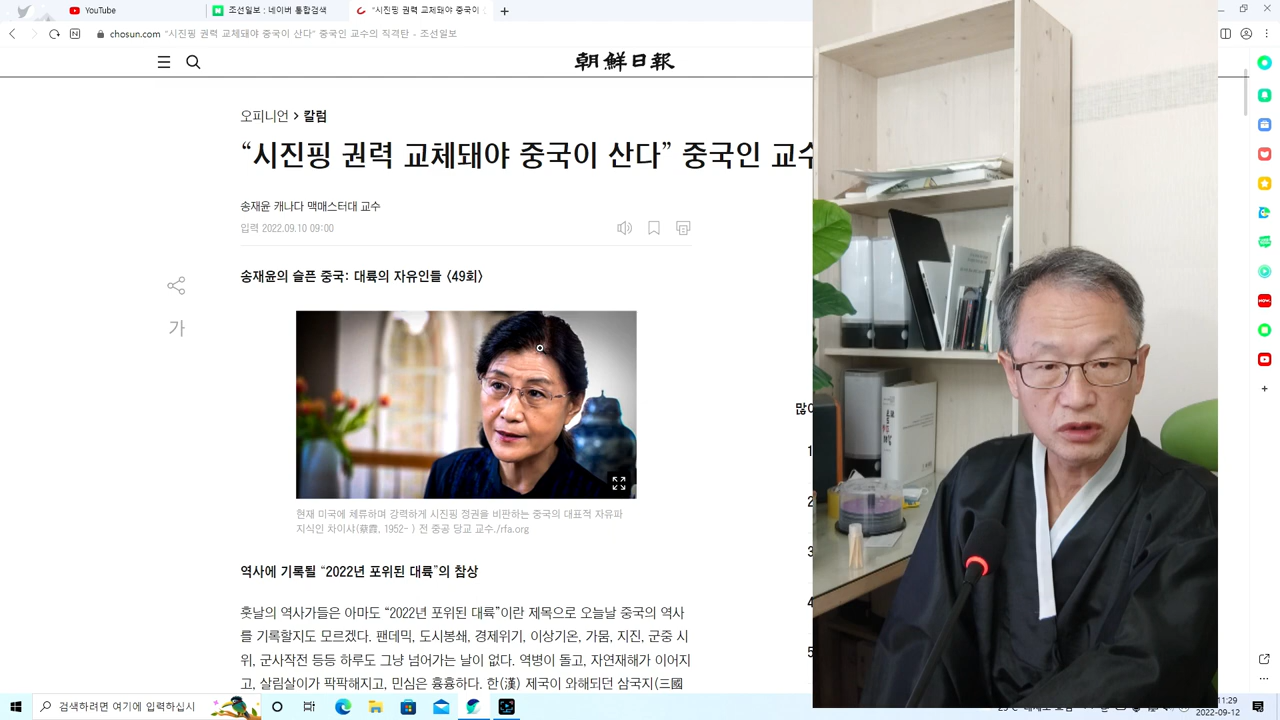 YouTube
조선일보 : 네이버 통합검색
"시진핑 권력 교체돼야 중국이 (
chosun.com "시진핑 권력 교체돼야 중국이 산다" 중국인 교수의 직격탄 - 조선일보
朝鮮日報
오피니언 > 칼럼
“시진핑 권력 교체돼야 중국이 산다” 중국인 교수
송재윤 캐나다 맥매스터대 교수
입력 2022.09.10 09:00
송재윤의 슬픈 중국: 대륙의 자유인들 <49회>
가
현재 미국에 체류하며 강력하게 시진핑 정권을 비판하는 중국의 대표적 자유파
지식인 차이샤(蔡霞, 1952- ) 전 중공 당교 교수./rfa.org
역사에 기록될 “2022년 포위된 대륙”의 참상
훗날의 역사가들은 아마도 “2022년 포위된 대륙”이란 제목으로 오늘날 중국의 역사
를 기록할지도 모르겠다. 팬데믹, 도시봉쇄, 경제위기, 이상기온, 가뭄, 지진, 군중 시
위, 군사작전 등등 하루도 그냥 넘어가는 날이 없다. 역병이 돌고, 자연재해가 이어지
고, 살림살이가 팍팍해지고, 민심은 흉흉하다. 한(漢) 제국이 와해되던 삼국지(三國
많이
1
2
3
4
5
검색하려면 여기에 입력하십시
11:29
2022-09-12